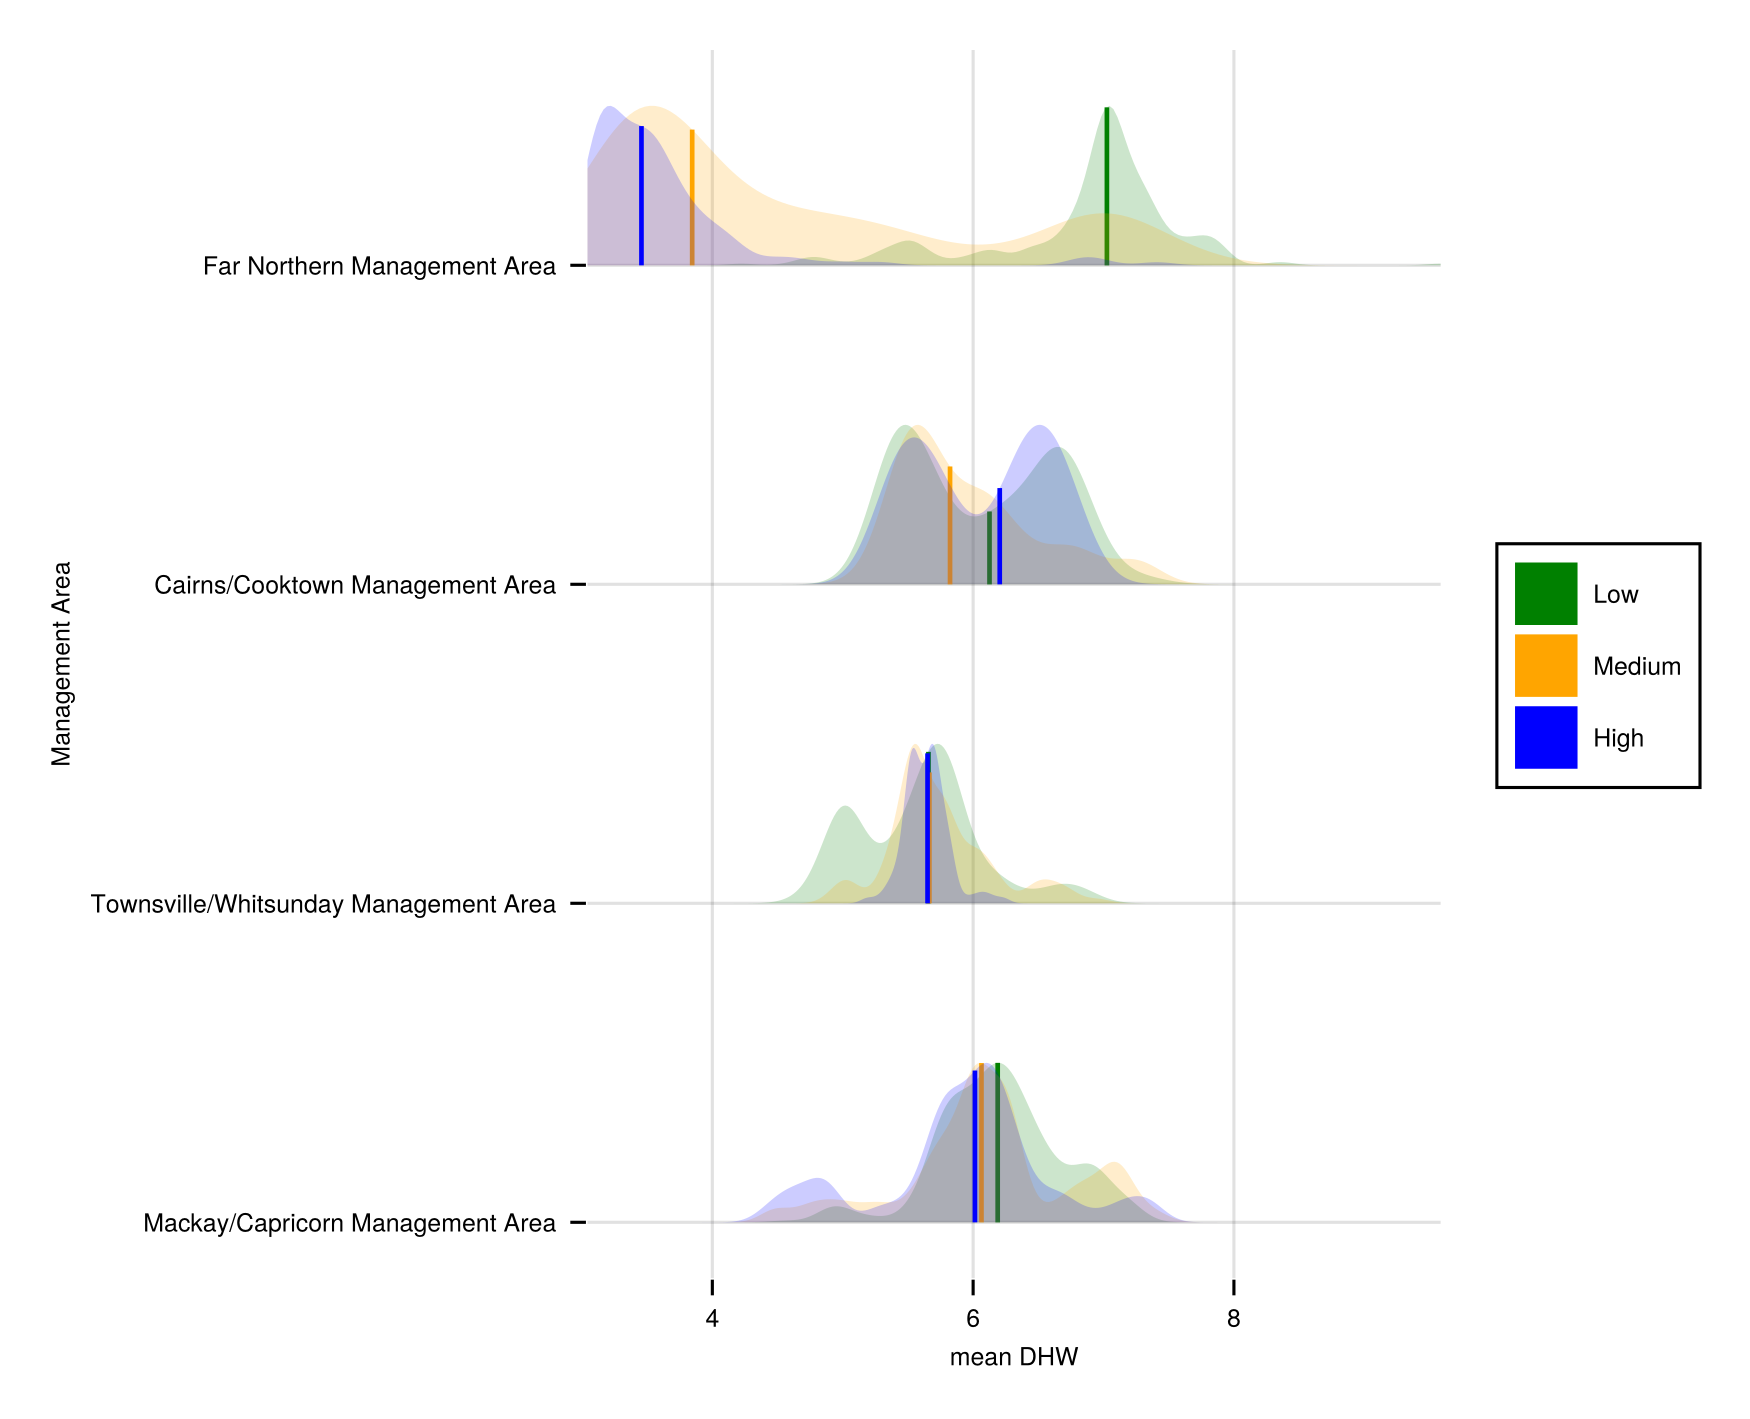 Far Northern Management Area
Cairns/Cooktown Management Area
Townsville/Whitsunday Management Area
Mackay/Capricorn Management Area
Management Area
4 6 8
mean DHW
Low
Medium
High